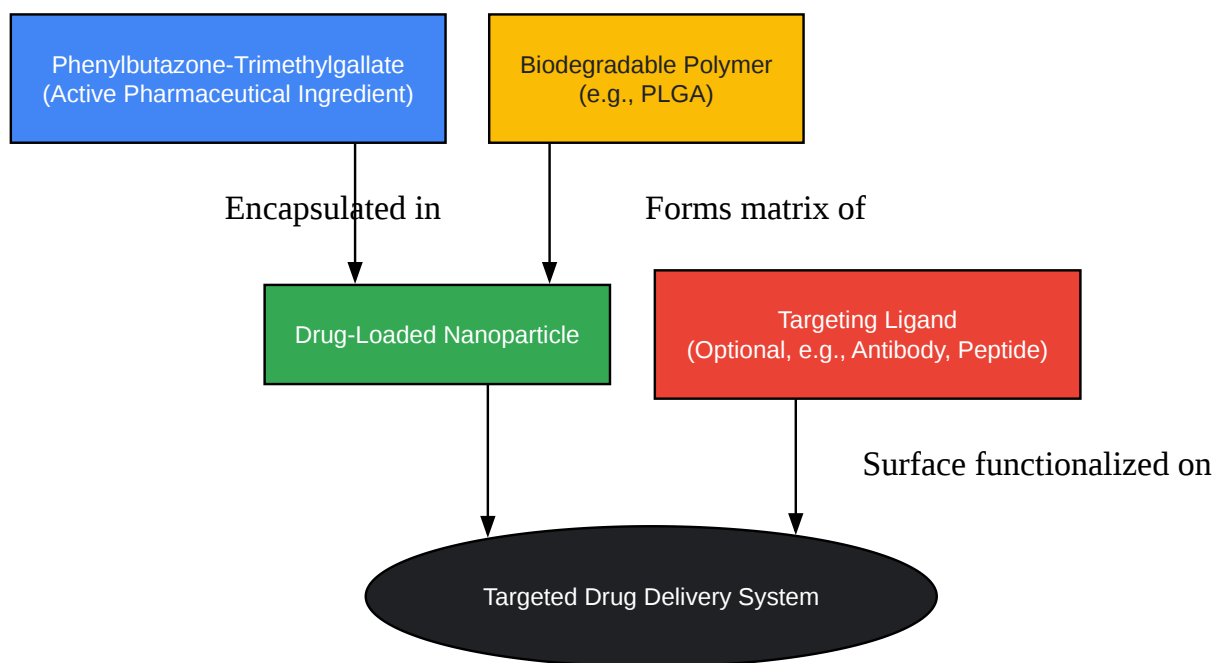 Phenylbutazone-Trimethylgallate
(Active Pharmaceutical Ingredient)
Biodegradable Polymer
(e.g., PLGA)
Encapsulated in
Forms matrix of
Drug-Loaded Nanoparticle
Targeting Ligand
(Optional, e.g., Antibody, Peptide)
Surface functionalized on
Targeted Drug Delivery System